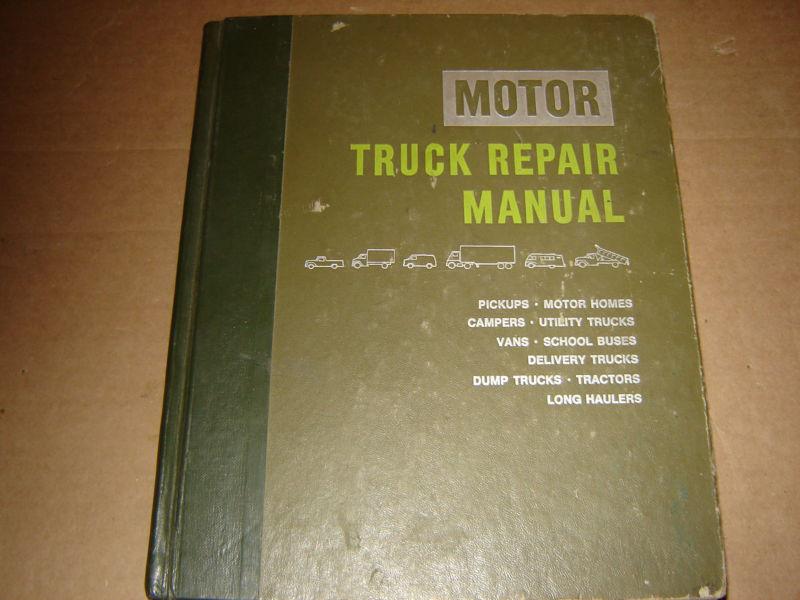 MOTOR
TRUCK REPAIR
MANUAL
PICKUPS · MOTOR HOMES
CAMPERS · UTILITY TRUCKS
VANS · SCHOOL BUSES
DELIVERY TRUCKS
DUMP TRUCKS · TRACTORS
LONG HAULERS